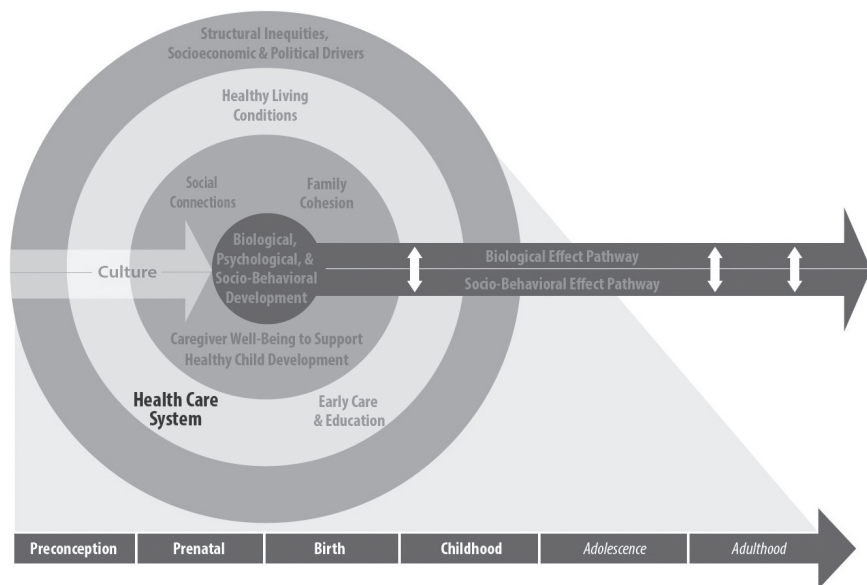 Structural Inequities,
Socioeconomic & Political Drivers
Healthy Living
Conditions
Social
Connections
Family
Cohesion
Culture
Biological,
Psychological, &
Socio-Behavioral
Development
Biological Effect Pathway
Socio-Behavioral Effect Pathway
Caregiver Well-Being to Support
Healthy Child Development
Health Care
System
Early Care
& Education
Preconception
Prenatal
Birth
Childhood
Adolescence
Adulthood